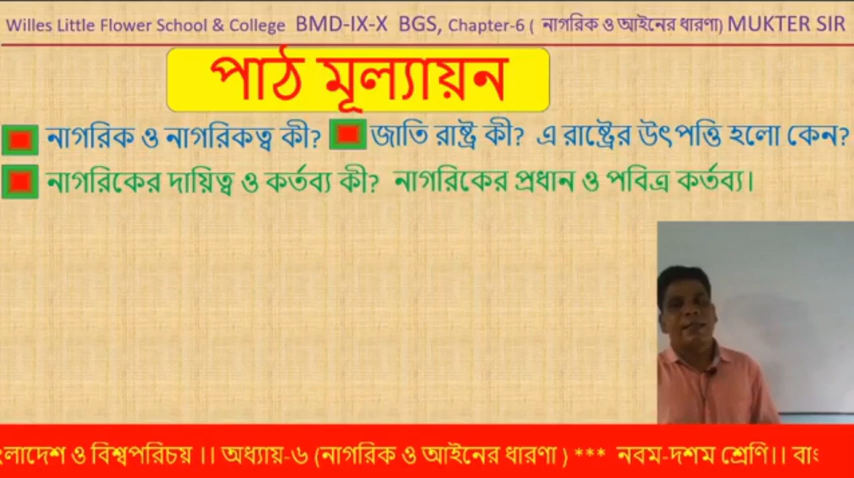 Willes Little Flower School & College BMD-IX-X BGS, Chapter-6 ( নাগরিক ও আইনের ধারণা) MUKTER SIR
পাঠ মূল্যায়ন
নাগরিক ও নাগরিকত্ব কী? জাতি রাষ্ট্র কী? এ রাষ্ট্রের উৎপত্তি হলো কেন?
নাগরিকের দায়িত্ব ও কর্তব্য কী? নাগরিকের প্রধান ও পবিত্র কর্তব্য।
ংলাদেশ ও বিশ্বপরিচয় ।। অধ্যায়-৬ (নাগরিক ও আইনের ধারণা ) *** নবম-দশম শ্রেণি।। বাং